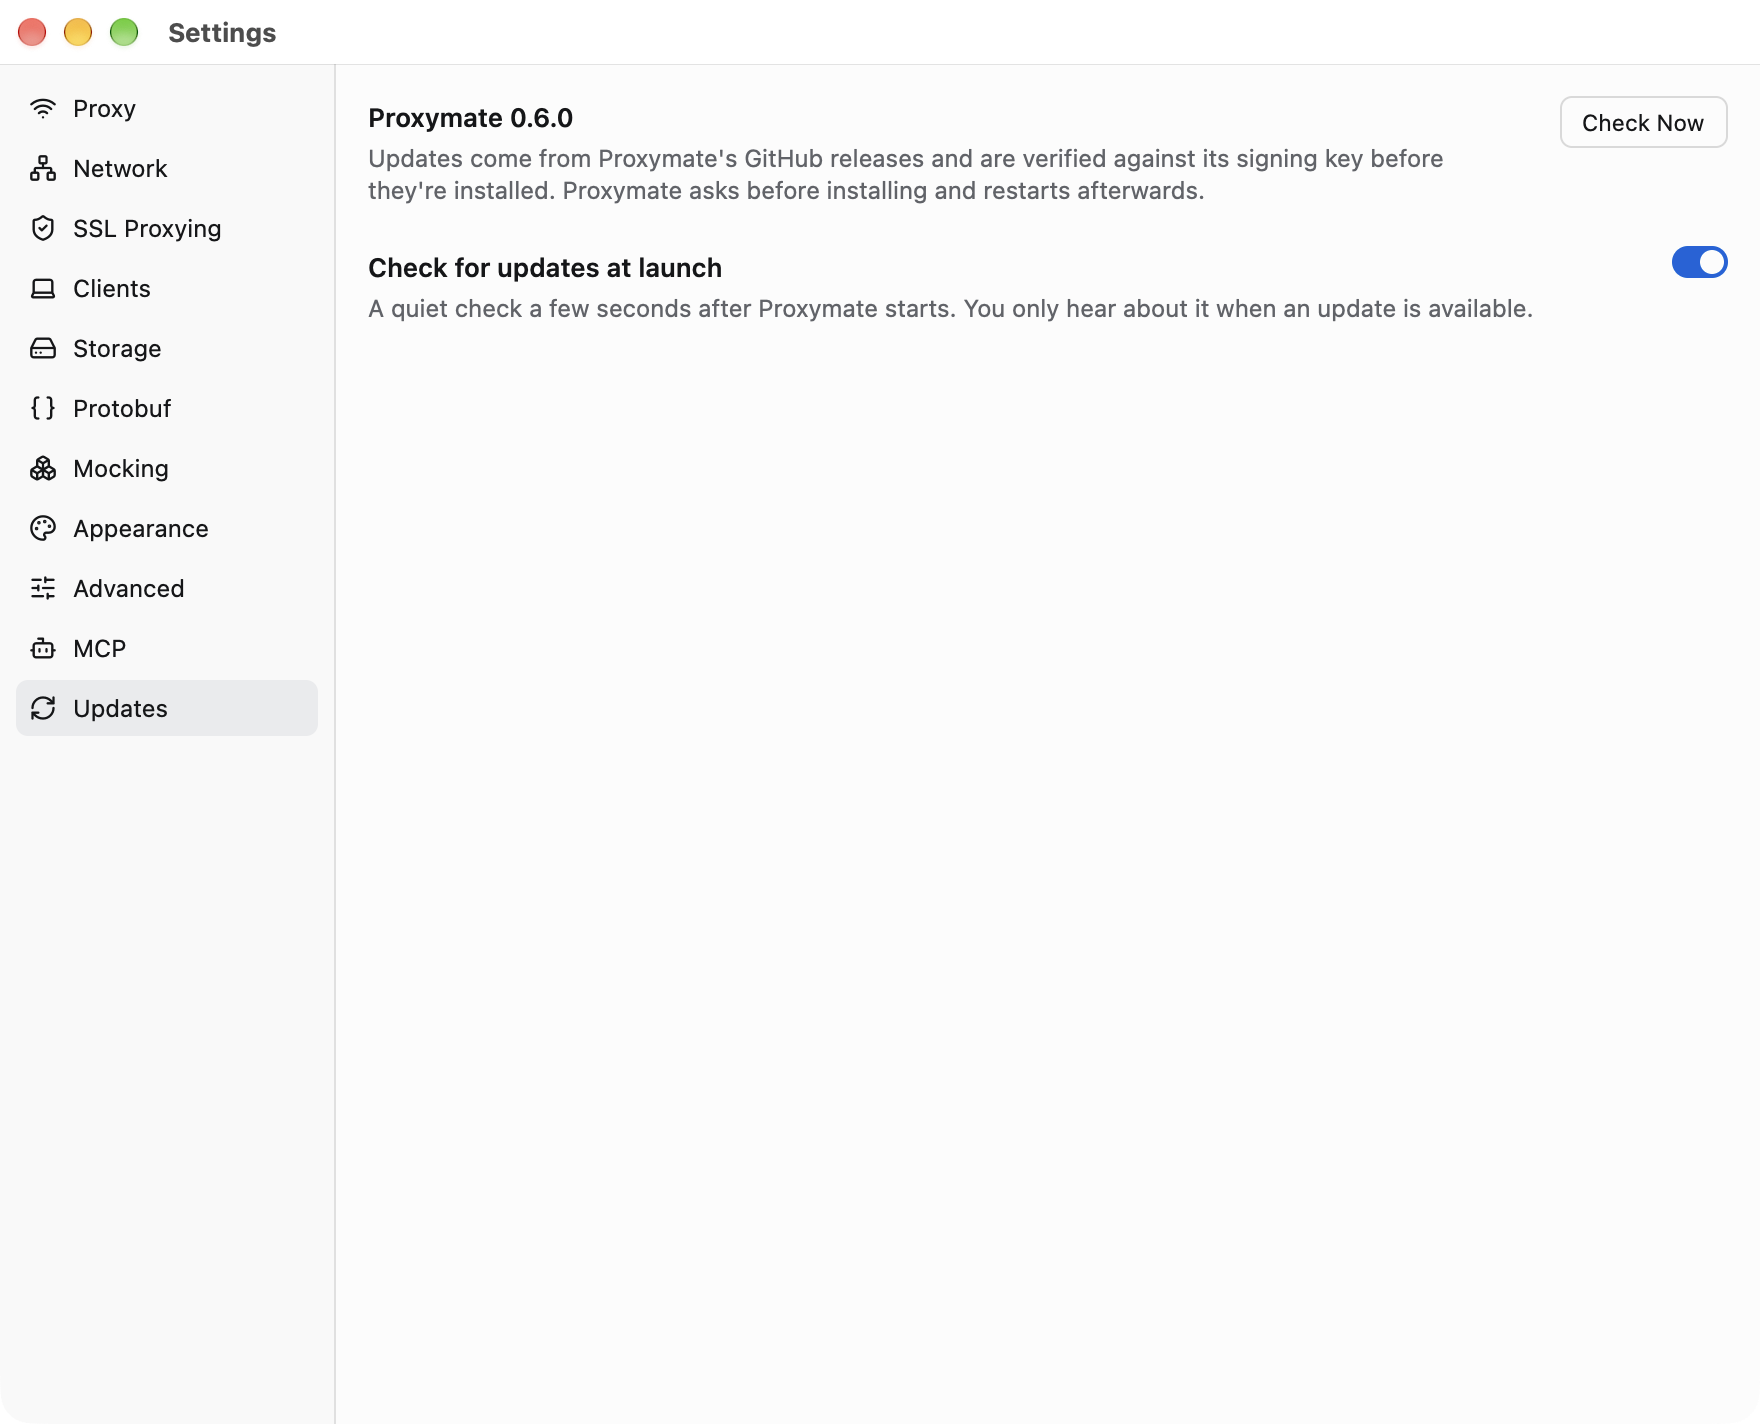 Settings
Proxy
Network
SSL Proxying
Clients
Storage
Protobuf
Mocking
Appearance
Advanced
MCP
Updates
Proxymate 0.6.0
Check Now
Updates come from Proxymate's GitHub releases and are verified against its signing key before
they're installed. Proxymate asks before installing and restarts afterwards.
Check for updates at launch
A quiet check a few seconds after Proxymate starts. You only hear about it when an update is available.